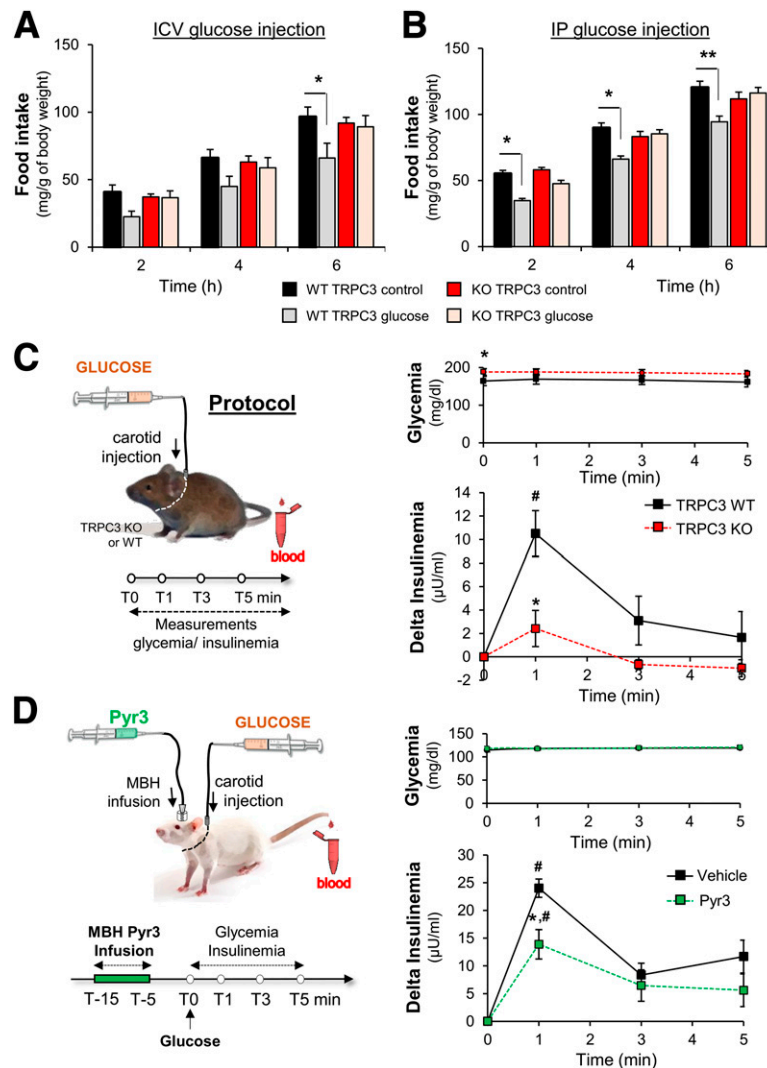 A
ICV glucose injection
Food intake
(mg/g of body weight)
150
100
50
0
*
2
4
6
Time (h)
B
IP glucose injection
Food intake
(mg/g of body weight)
150
100
50
0
*
*
**
2
4
6
Time (h)
WT TRPC3 control
KO TRPC3 control
WT TRPC3 glucose
KO TRPC3 glucose
C
GLUCOSE
Protocol
carotid
injection
TRPC3 KO
or WT
blood
T0 T1 T3 T5 min
Measurements
glycemia/ insulinemia
Glycemia
(mg/dl)
200
100
0
*
0 1 2 3 4 5
Time (min)
Delta Insulinemia
(µU/ml)
14
12
10
8
6
4
2
0
-2
#
*
TRPC3 WT
TRPC3 KO
0 1 2 3 4 5
Time (min)
D
Pyr3
GLUCOSE
MBH
infusion
carotid
injection
blood
MBH Pyr3
Infusion
Glycemia
Insulinemia
T-15 T-5 T0 T1 T3 T5 min
Glucose
Glycemia
(mg/dl)
150
100
50
0
0 1 2 3 4 5
Time (min)
Delta Insulinemia
(µU/ml)
30
25
20
15
10
5
0
#
*,#
Vehicle
Pyr3
0 1 2 3 4 5
Time (min)